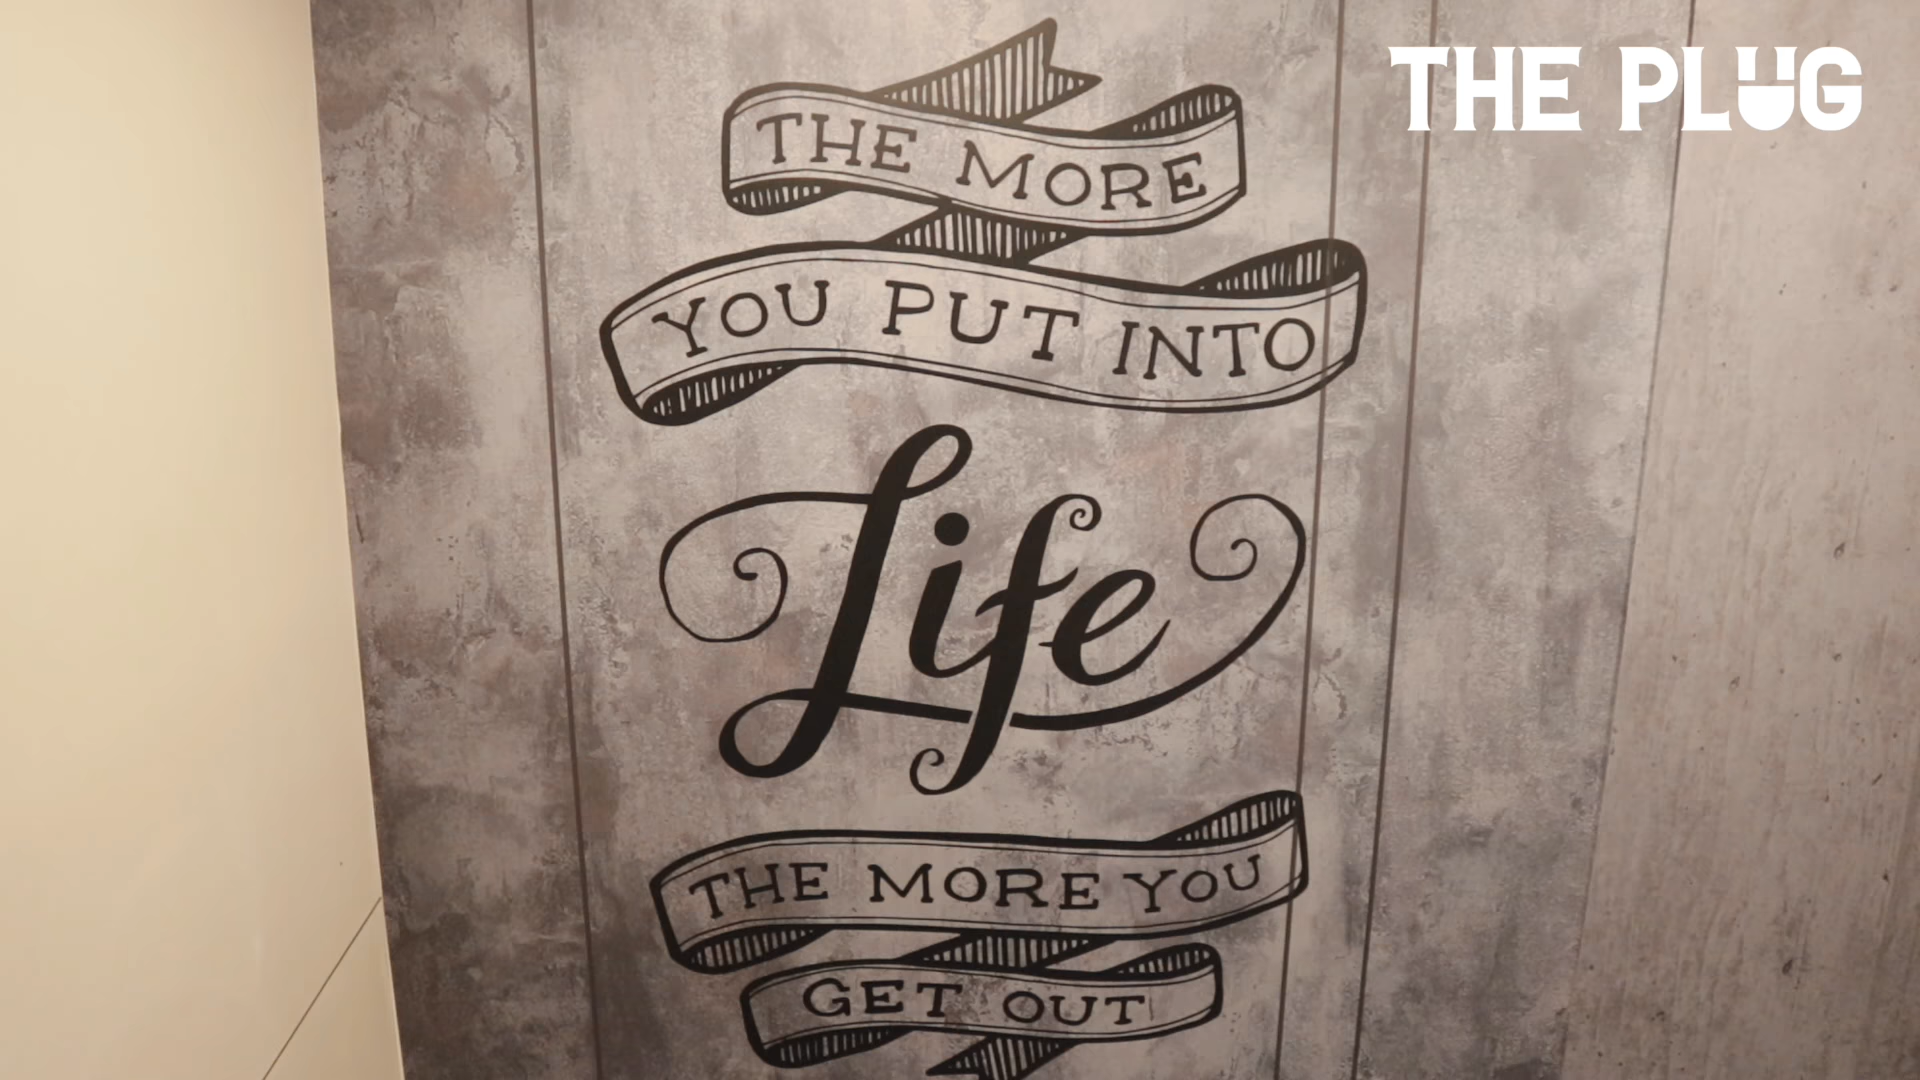 THE PLUG
THE MORE
YOU PUT INTO
Life
THE MORE YOU
GET OUT